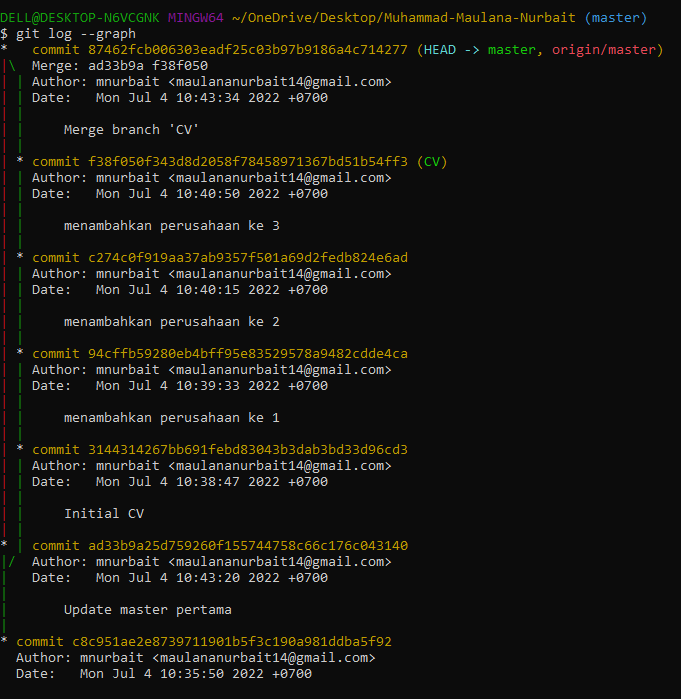 DELL@DESKTOP-N6VCGNK MINGW64 ~/OneDrive/Desktop/Muhammad-Maulana-Nurbait (master)
$ git log --graph
*   commit 87462fcb006303eadf25c03b97b9186a4c714277 (HEAD -> master, origin/master)
|\  Merge: ad33b9a f38f050
| | Author: mnurbait <maulananurbait14@gmail.com>
| | Date:   Mon Jul 4 10:43:34 2022 +0700
| |
| |     Merge branch 'CV'
| |
| * commit f38f050f343d8d2058f78458971367bd51b54ff3 (CV)
| | Author: mnurbait <maulananurbait14@gmail.com>
| | Date:   Mon Jul 4 10:40:50 2022 +0700
| |
| |     menambahkan perusahaan ke 3
| |
| * commit c274c0f919aa37ab9357f501a69d2fedb824e6ad
| | Author: mnurbait <maulananurbait14@gmail.com>
| | Date:   Mon Jul 4 10:40:15 2022 +0700
| |
| |     menambahkan perusahaan ke 2
| |
| * commit 94cffb59280eb4bff95e83529578a9482cdde4ca
| | Author: mnurbait <maulananurbait14@gmail.com>
| | Date:   Mon Jul 4 10:39:33 2022 +0700
| |
| |     menambahkan perusahaan ke 1
| |
| * commit 3144314267bb691febd83043b3dab3bd33d96cd3
| | Author: mnurbait <maulananurbait14@gmail.com>
| | Date:   Mon Jul 4 10:38:47 2022 +0700
| |
| |     Initial CV
| |
* | commit ad33b9a25d759260f155744758c66c176c043140
|/  Author: mnurbait <maulananurbait14@gmail.com>
|   Date:   Mon Jul 4 10:43:20 2022 +0700
|
|       Update master pertama
|
* commit c8c951ae2e8739711901b5f3c190a981ddba5f92
  Author: mnurbait <maulananurbait14@gmail.com>
  Date:   Mon Jul 4 10:35:50 2022 +0700